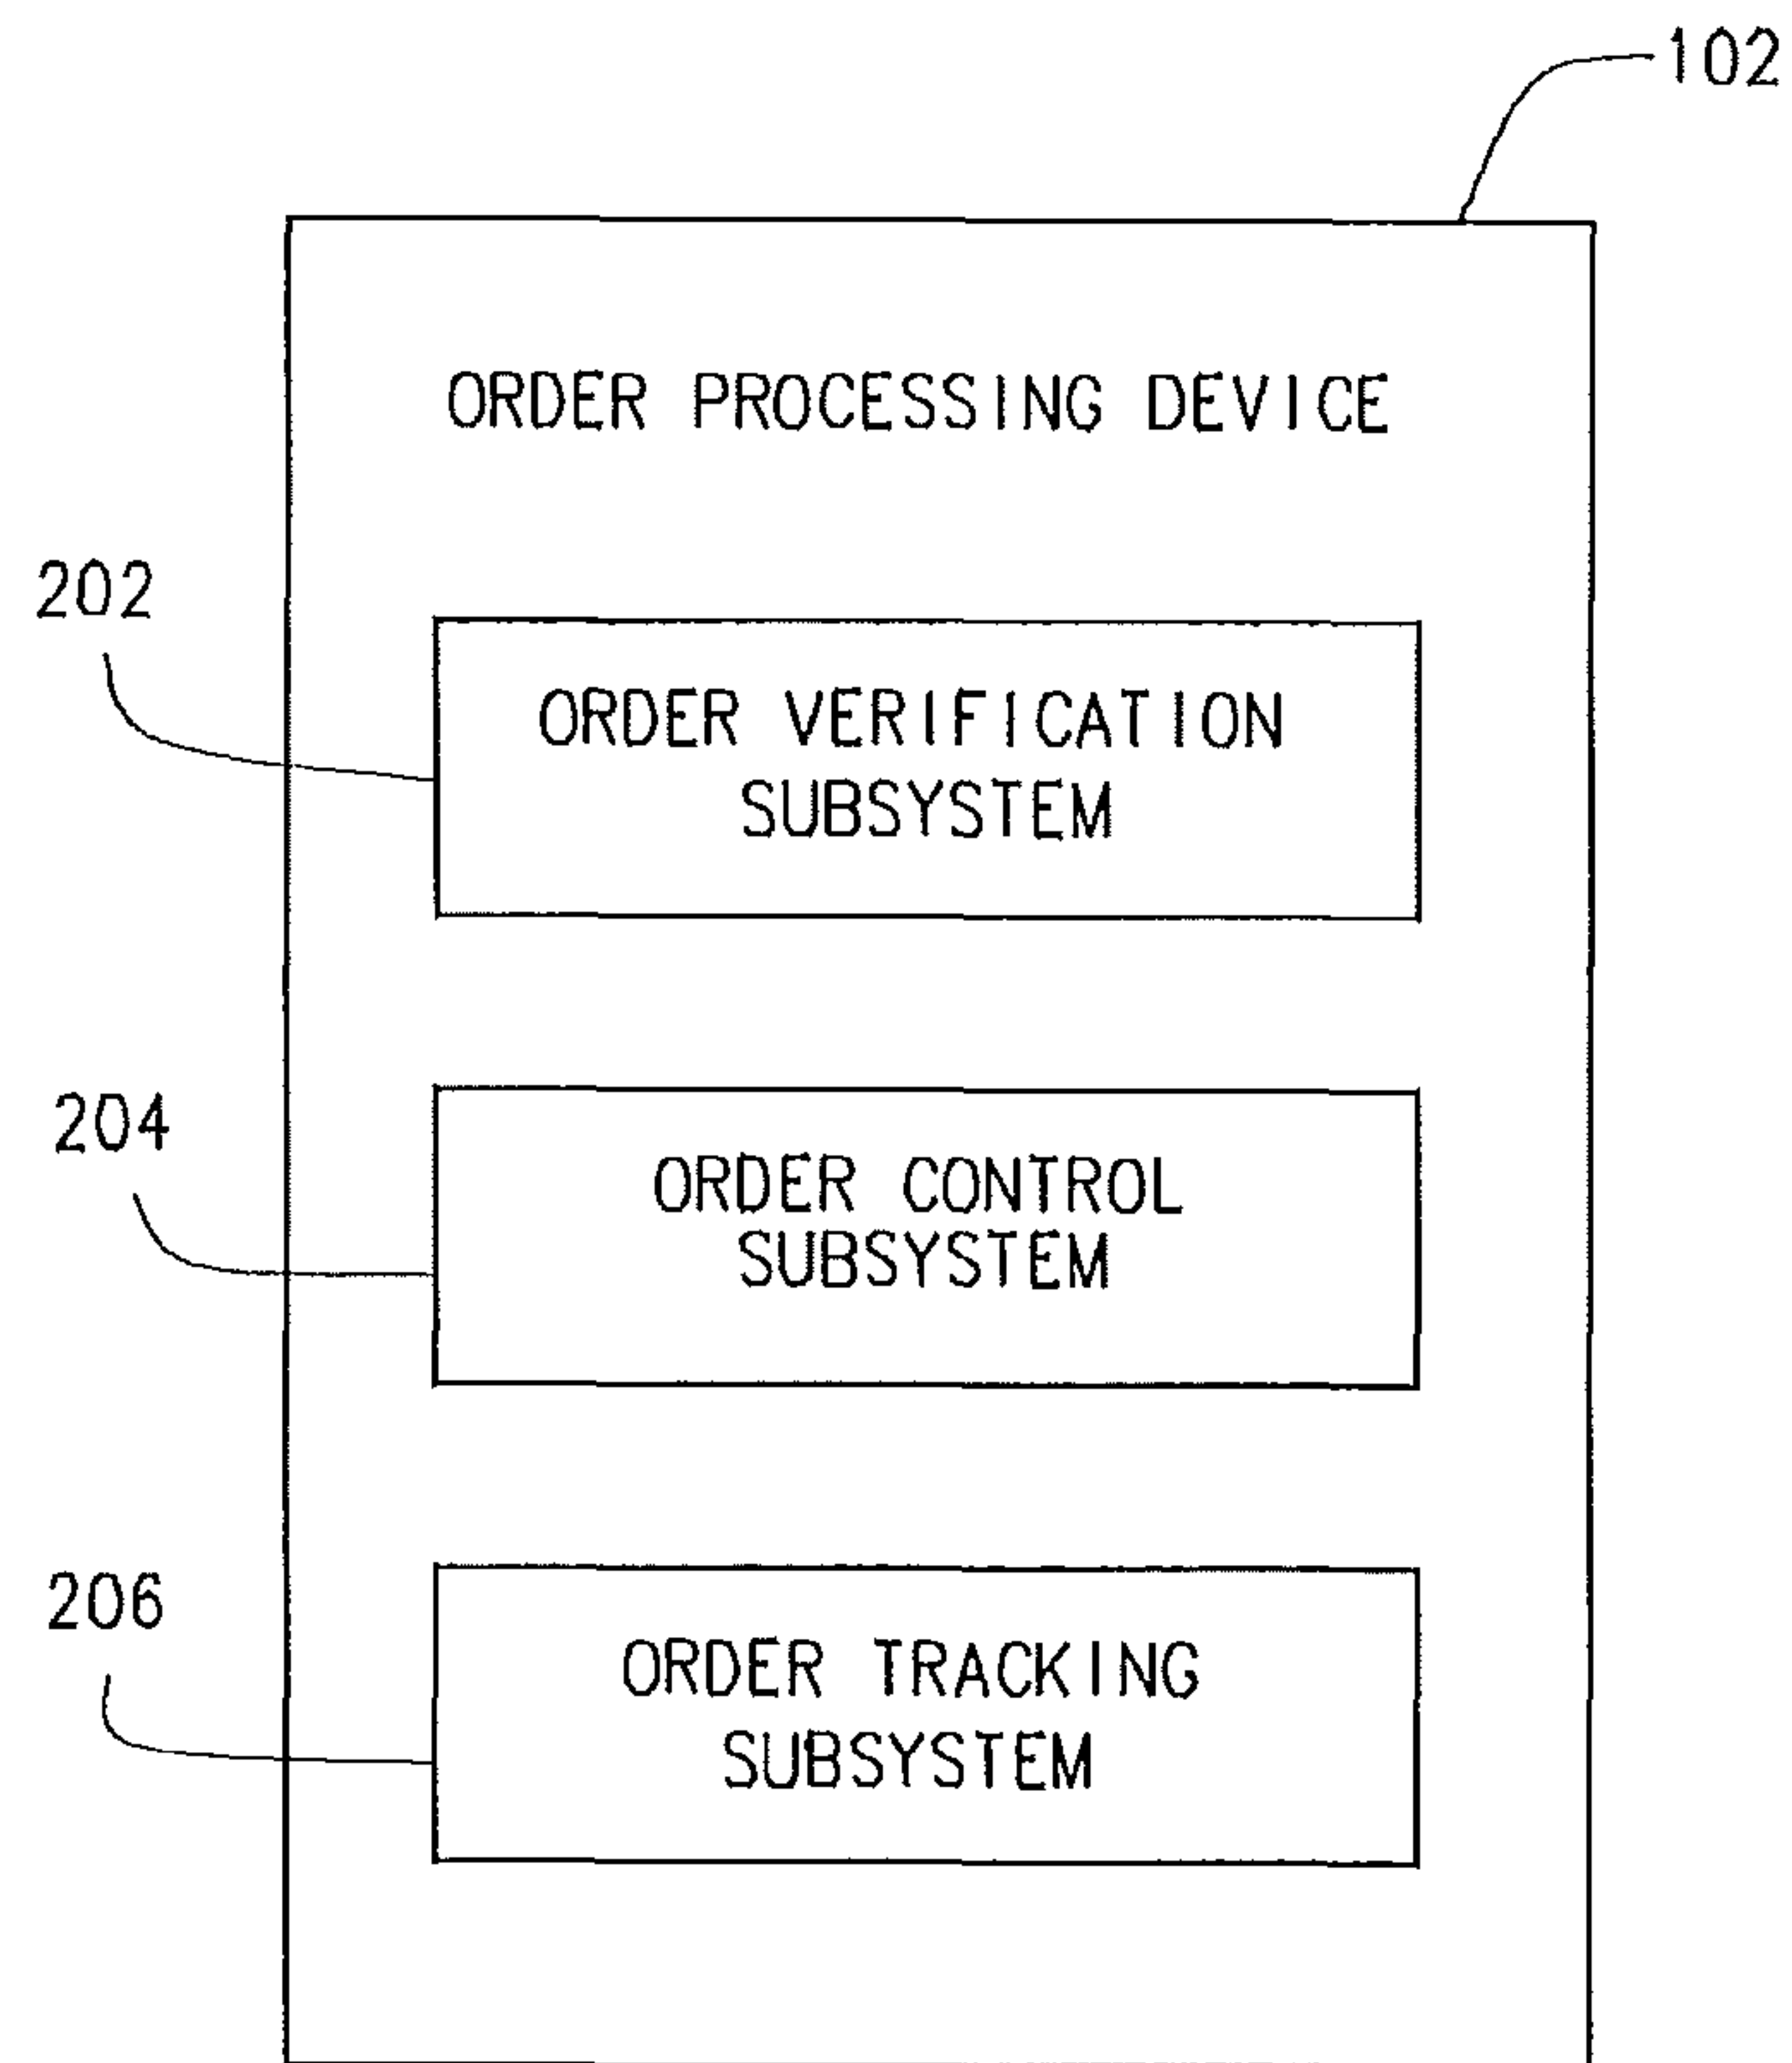 102
ORDER PROCESSING DEVICE
202
ORDER VERIFICATION
SUBSYSTEM
204
ORDER CONTROL
SUBSYSTEM
206
ORDER TRACKING
SUBSYSTEM